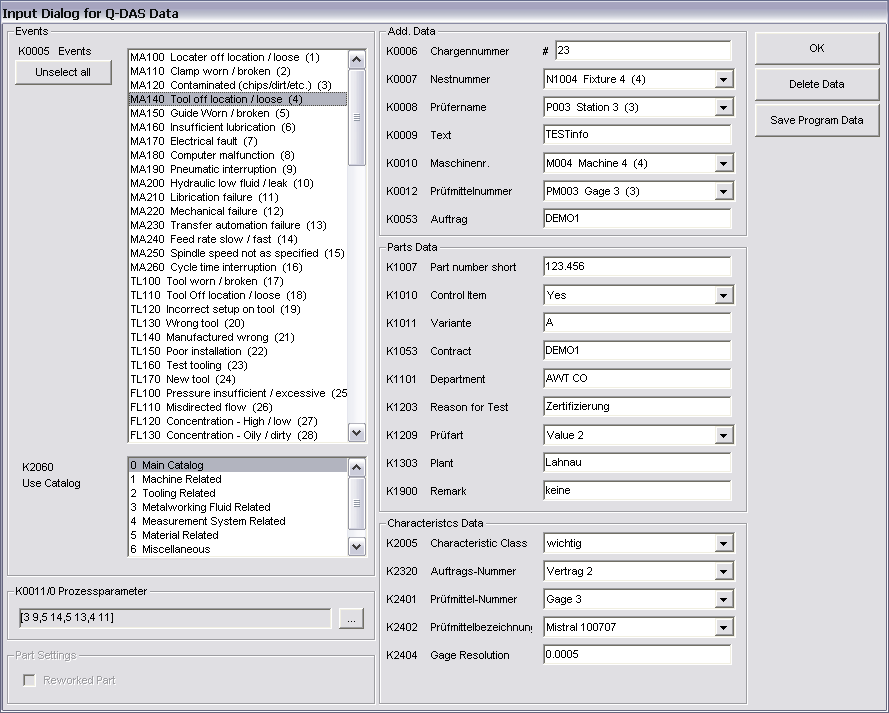 Input Dialog for Q-DAS Data
Events
K0005 Events
Unselect all
MA100 Locater off location / loose (1)
MA110 Clamp worn / broken (2)
MA120 Contaminated (chips/dirt/etc.) (3)
MA140 Tool off location / loose (4)
MA150 Guide Worn / broken (5)
MA160 Insufficient lubrication (6)
MA170 Electrical fault (7)
MA180 Computer malfunction (8)
MA190 Pneumatic interruption (9)
MA200 Hydraulic low fluid / leak (10)
MA210 Librication failure (11)
MA220 Mechanical failure (12)
MA230 Transfer automation failure (13)
MA240 Feed rate slow / fast (14)
MA250 Spindle speed not as specified (15)
MA260 Cycle time interruption (16)
TL100 Tool worn / broken (17)
TL110 Tool Off location / loose (18)
TL120 Incorrect setup on tool (19)
TL130 Wrong tool (20)
TL140 Manufactured wrong (21)
TL150 Poor installation (22)
TL160 Test tooling (23)
TL170 New tool (24)
FL100 Pressure insufficient / excessive (25
FL110 Misdirected flow (26)
FL120 Concentration - High / low (27)
FL130 Concentration - Oily / dirty (28)
K2060
Use Catalog
0 Main Catalog
1 Machine Related
2 Tooling Related
3 Metalworking Fluid Related
4 Measurement System Related
5 Material Related
6 Miscellaneous
K0011/0 Prozessparameter
[3 9,5 14,5 13,4 11]
...
Part Settings
Reworked Part
Add. Data
K0006 Chargennummer # 23
K0007 Nestnummer N1004 Fixture 4 (4)
K0008 Prüfername P003 Station 3 (3)
K0009 Text TESTinfo
K0010 Maschinenr. M004 Machine 4 (4)
K0012 Prüfmittelnummer PM003 Gage 3 (3)
K0053 Auftrag DEMO1
Parts Data
K1007 Part number short 123.456
K1010 Control Item Yes
K1011 Variante A
K1053 Contract DEMO1
K1101 Department AWT CO
K1203 Reason for Test Zertifizierung
K1209 Prüfart Value 2
K1303 Plant Lahnau
K1900 Remark keine
Characteristcs Data
K2005 Characteristic Class wichtig
K2320 Auftrags-Nummer Vertrag 2
K2401 Prüfmittel-Nummer Gage 3
K2402 Prüfmittelbezeichnung Mistral 100707
K2404 Gage Resolution 0.0005
OK
Delete Data
Save Program Data